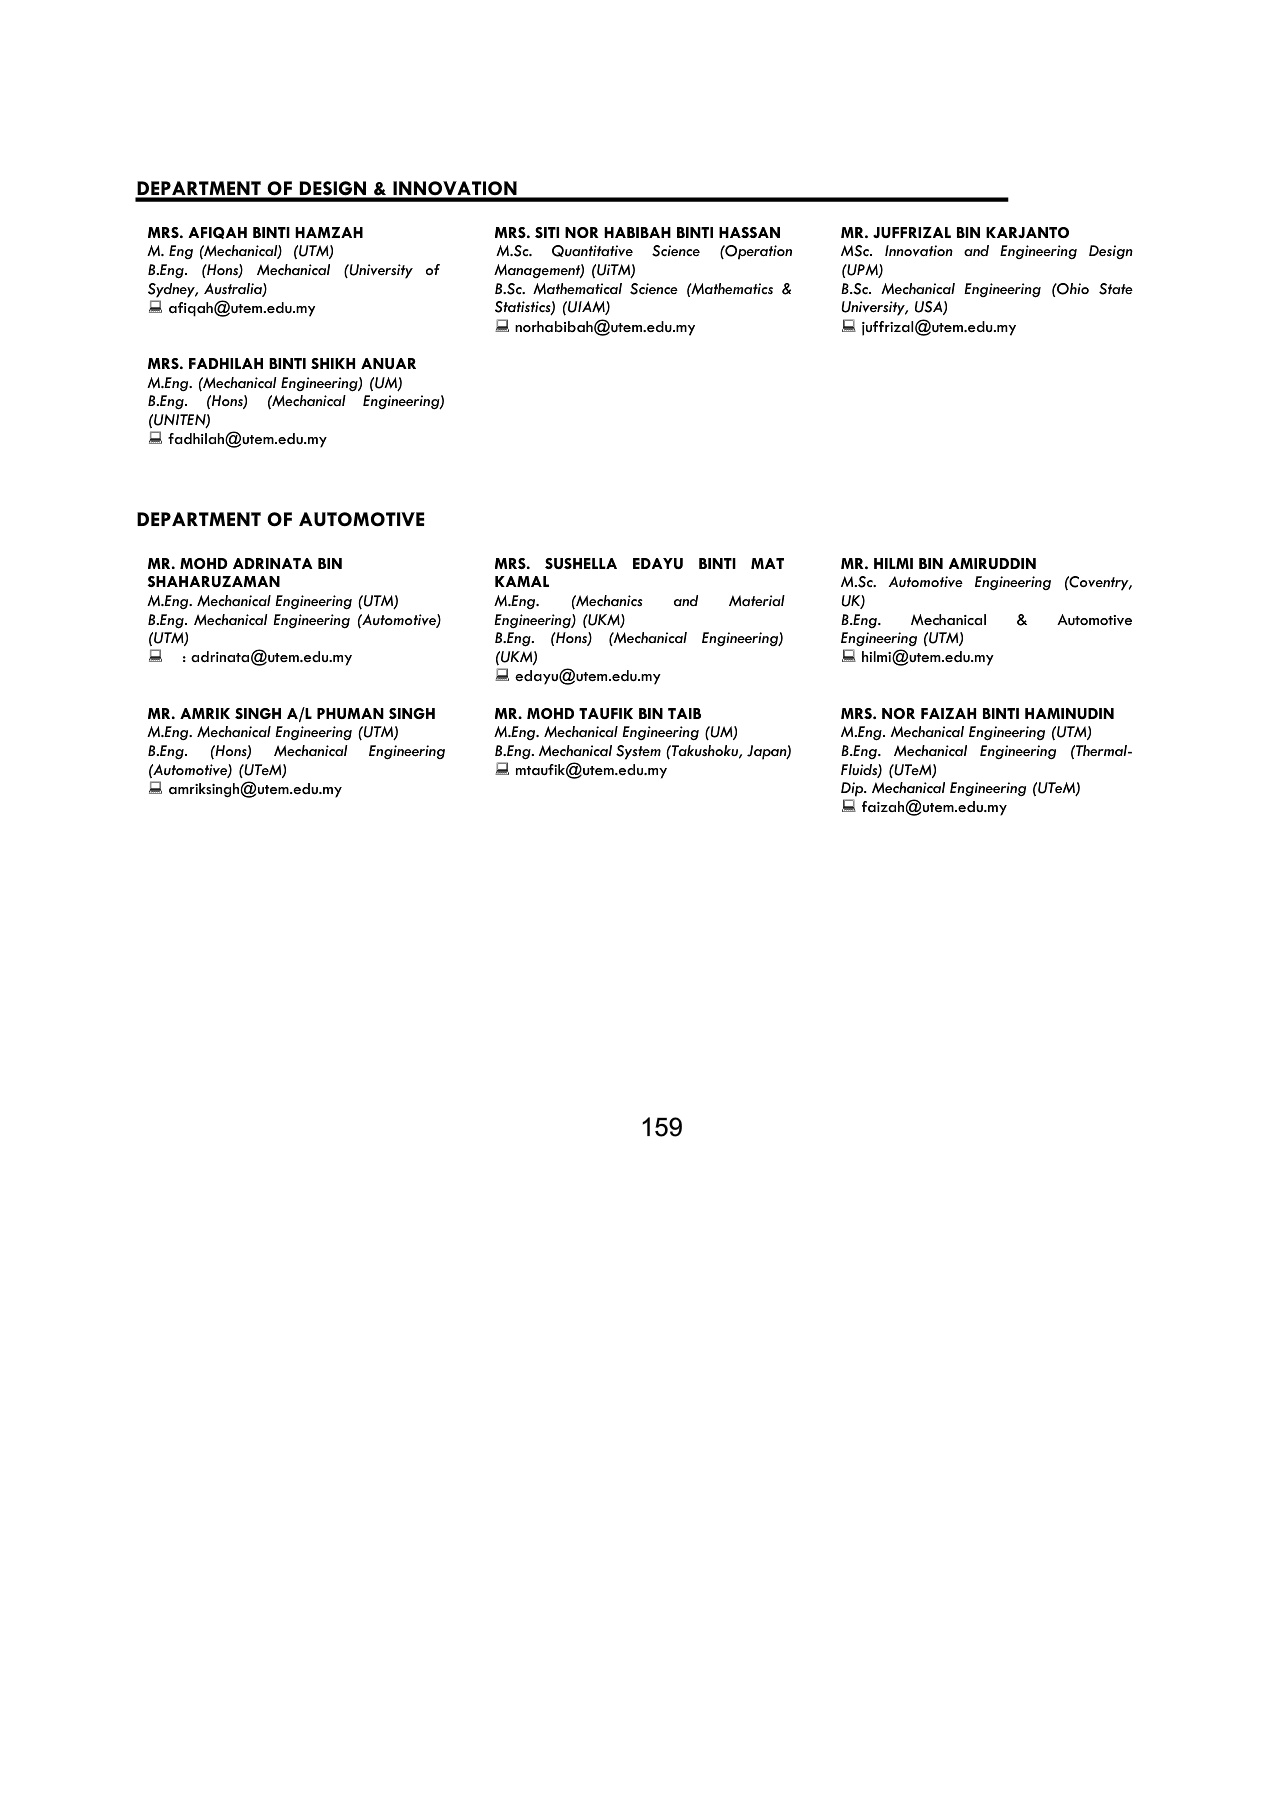 DEPARTMENT OF DESIGN & INNOVATION
MRS. AFIQAH BINTI HAMZAH
M. Eng (Mechanical) (UTM)
B.Eng. (Hons) Mechanical (University of
Sydney, Australia)
afiqah@utem.edu.my
MRS. SITI NOR HABIBAH BINTI HASSAN
M.Sc. Quantitative Science (Operation
Management) (UiTM)
B.Sc. Mathematical Science (Mathematics &
Statistics) (UIAM)
norhabibah@utem.edu.my
MR. JUFFRIZAL BIN KARJANTO
MSc. Innovation and Engineering Design
(UPM)
B.Sc. Mechanical Engineering (Ohio State
University, USA)
juffrizal@utem.edu.my
MRS. FADHILAH BINTI SHIKH ANUAR
M.Eng. (Mechanical Engineering) (UM)
B.Eng. (Hons) (Mechanical Engineering)
(UNITEN)
fadhilah@utem.edu.my
DEPARTMENT OF AUTOMOTIVE
MR. MOHD ADRINATA BIN
SHAHARUZAMAN
M.Eng. Mechanical Engineering (UTM)
B.Eng. Mechanical Engineering (Automotive)
(UTM)
: adrinata@utem.edu.my
MRS. SUSHELLA EDAYU BINTI MAT
KAMAL
M.Eng. (Mechanics and Material
Engineering) (UKM)
B.Eng. (Hons) (Mechanical Engineering)
(UKM)
edayu@utem.edu.my
MR. HILMI BIN AMIRUDDIN
M.Sc. Automotive Engineering (Coventry,
UK)
B.Eng. Mechanical & Automotive
Engineering (UTM)
hilmi@utem.edu.my
MR. AMRIK SINGH A/L PHUMAN SINGH
M.Eng. Mechanical Engineering (UTM)
B.Eng. (Hons) Mechanical Engineering
(Automotive) (UTeM)
amriksingh@utem.edu.my
MR. MOHD TAUFIK BIN TAIB
M.Eng. Mechanical Engineering (UM)
B.Eng. Mechanical System (Takushoku, Japan)
mtaufik@utem.edu.my
MRS. NOR FAIZAH BINTI HAMINUDIN
M.Eng. Mechanical Engineering (UTM)
B.Eng. Mechanical Engineering (Thermal-
Fluids) (UTeM)
Dip. Mechanical Engineering (UTeM)
faizah@utem.edu.my
159